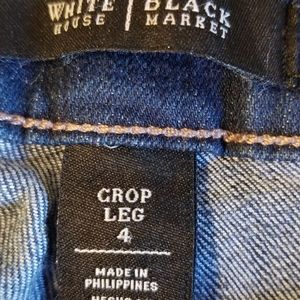 WHITE | BLACK
HOUSE | MARKET
CROP
LEG
4
MADE IN
PHILIPPINES